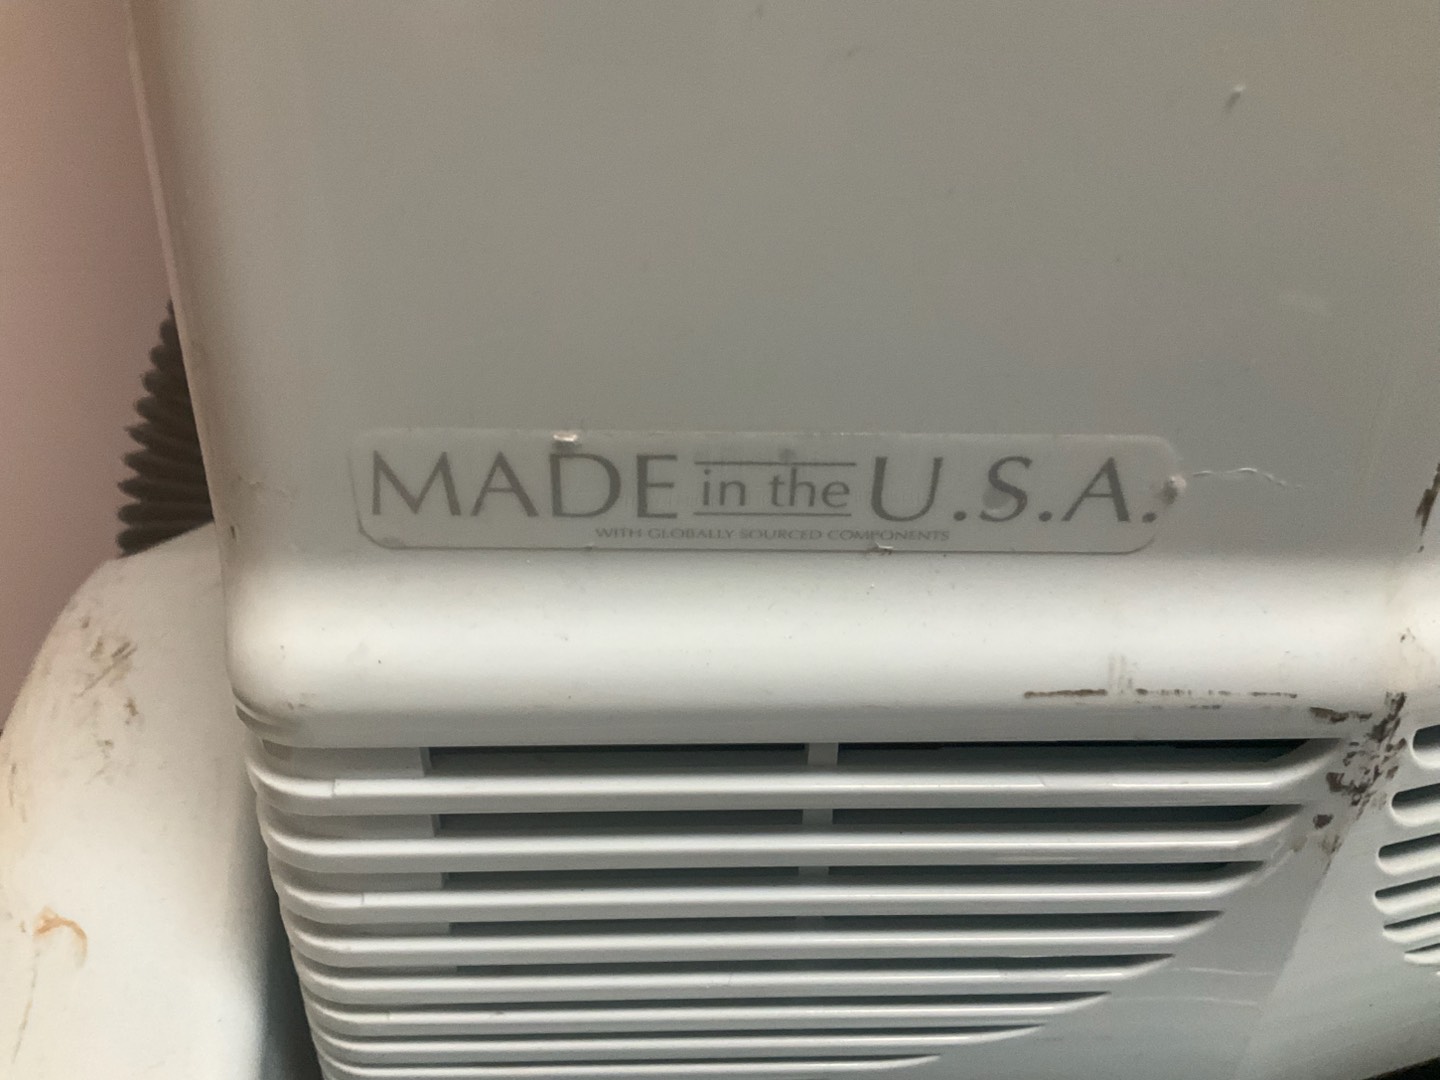 MADE in the U.S.A.
WITH GLOBALLY SOURCED COMPONENTS